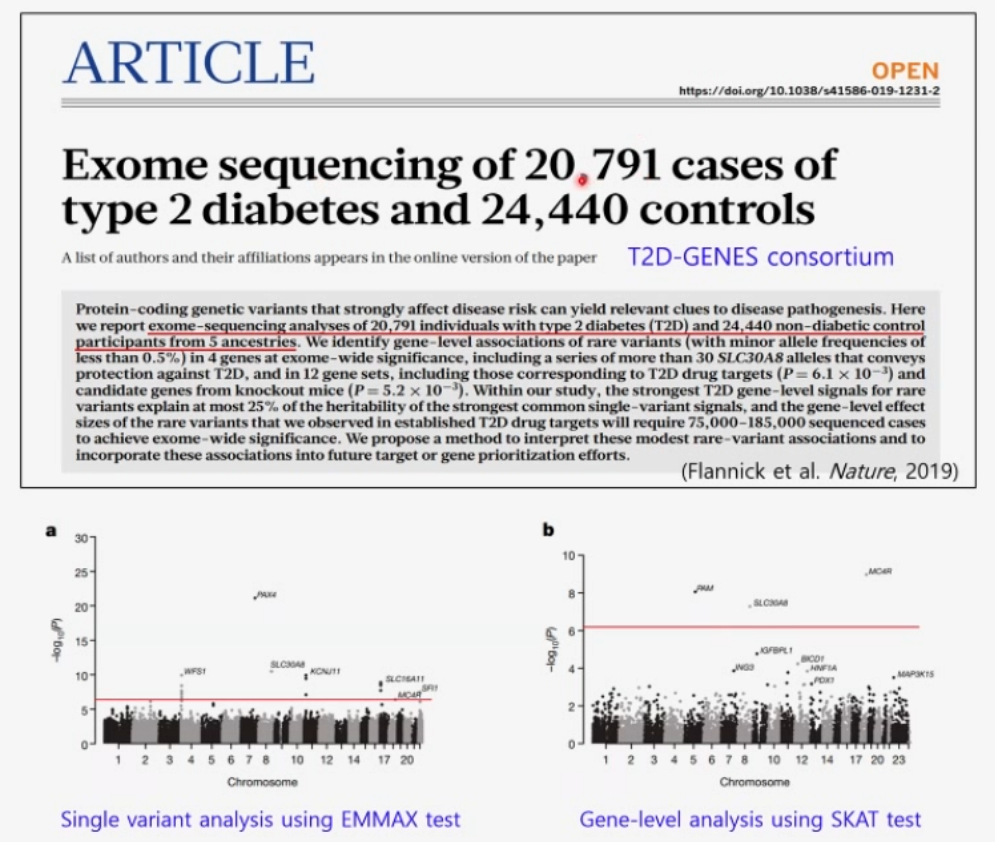 ARTICLE
OPEN
https://doi.org/10.1038/s41586-019-1231-2
Exome sequencing of 20,791 cases of
type 2 diabetes and 24,440 controls
A list of authors and their affiliations appears in the online version of the paper
T2D-GENES consortium
Protein-coding genetic variants that strongly affect disease risk can yield relevant clues to disease pathogenesis. Here
we report exome-sequencing analyses of 20,791 individuals with type 2 diabetes (T2D) and 24,440 non-diabetic control
participants from 5 ancestries. We identify gene-level associations of rare variants (with minor allele frequencies of
less than 0.5%) in 4 genes at exome-wide significance, including a series of more than 30 SLC30A8 alleles that conveys
protection against T2D, and in 12 gene sets, including those corresponding to T2D drug targets (P = 6.1 × 10⁻³) and
candidate genes from knockout mice (P = 5.2 × 10⁻³). Within our study, the strongest T2D gene-level signals for rare
variants explain at most 25% of the heritability of the strongest common single-variant signals, and the gene-level effect
sizes of the rare variants that we observed in established T2D drug targets will require 75,000–185,000 sequenced cases
to achieve exome-wide significance. We propose a method to interpret these modest rare-variant associations and to
incorporate these associations into future target or gene prioritization efforts.
(Flannick et al. Nature, 2019)
a
30
25
20
15
10
5
0
-log₁₀(P)
PAX4
WFS1
SLC30A8
KCNJ11
SLC16A11
SFI1
MC4R
1 2 3 4 5 6 7 8 10 12 14 17 20
Chromosome
Single variant analysis using EMMAX test
b
10
8
6
4
2
0
-log₁₀(P)
MC4R
PAM
SLC30A8
IGFBPL1
BICD1
ING3
HNF1A
MAP3K15
PDX1
1 2 3 4 5 6 7 8 10 12 14 17 20 23
Chromosome
Gene-level analysis using SKAT test